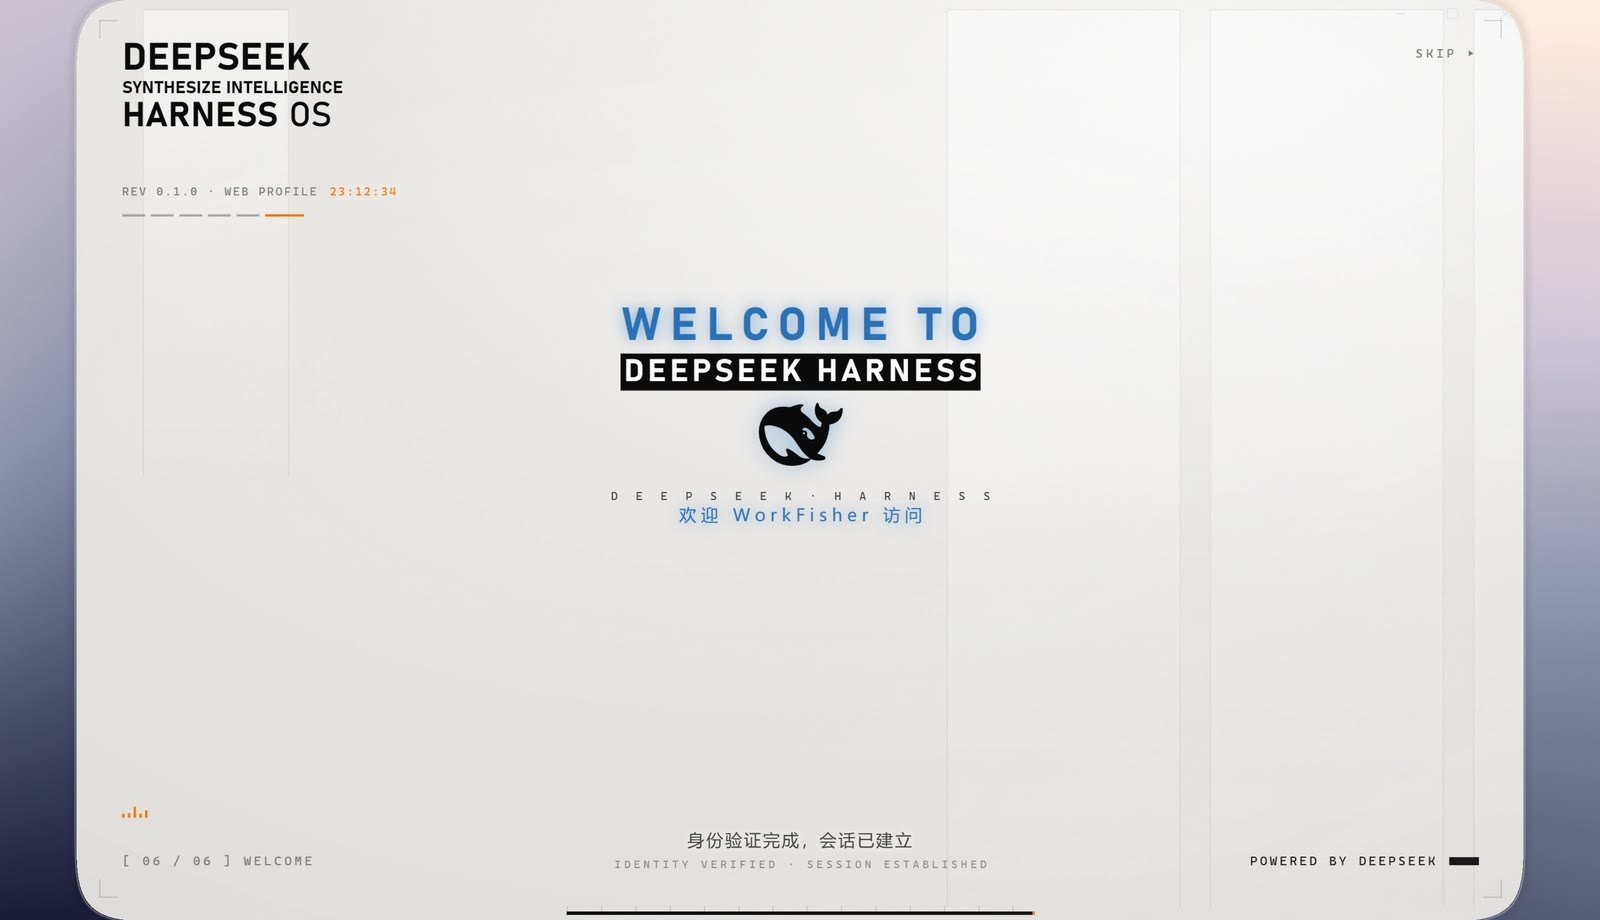 DEEPSEEK
SYNTHESIZE INTELLIGENCE
HARNESS OS
SKIP
REV 0.1.0 · WEB PROFILE 23:12:34
WELCOME TO
DEEPSEEK HARNESS
DEEPSEEK·HARNESS
欢迎 WorkFisher 访问
身份验证完成，会话已建立
IDENTITY VERIFIED · SESSION ESTABLISHED
[ 06 / 06 ] WELCOME
POWERED BY DEEPSEEK